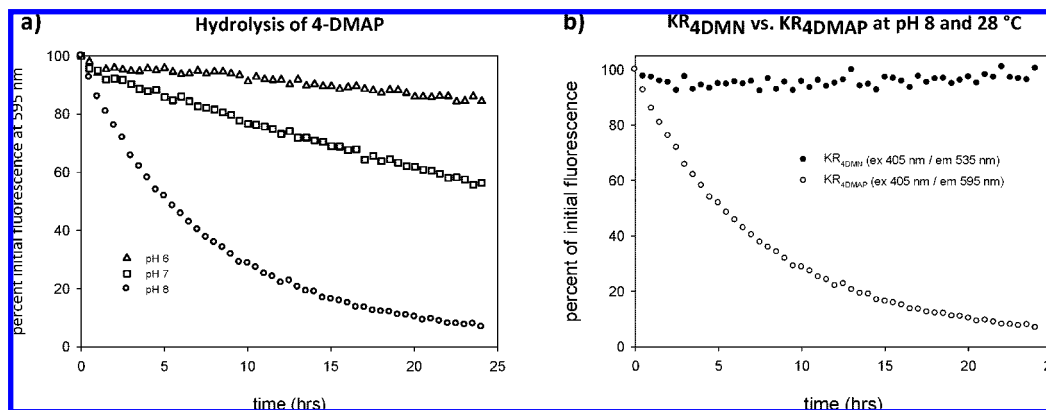 a) Hydrolysis of 4-DMAP
percent initial fluorescence at 595 nm
100
80
60
40
20
0
pH 6
pH 7
pH 8
0 5 10 15 20 25
time (hrs)
b) KR4DMN vs. KR4DMAP at pH 8 and 28 °C
percent of initial fluorescence
100
80
60
40
20
0
KR4DMN (ex 405 nm / em 535 nm)
KR4DMAP (ex 405 nm / em 595 nm)
0 5 10 15 20
time (hrs)